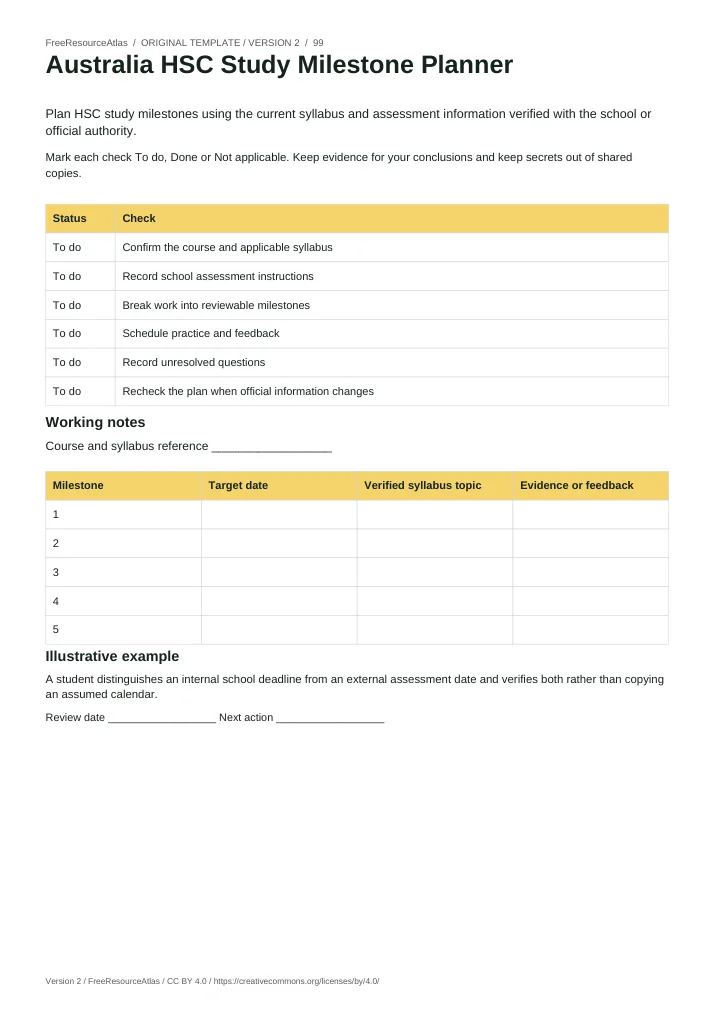 FreeResourceAtlas / ORIGINAL TEMPLATE / VERSION 2 / 99
Australia HSC Study Milestone Planner
Plan HSC study milestones using the current syllabus and assessment information verified with the school or
official authority.
Mark each check To do, Done or Not applicable. Keep evidence for your conclusions and keep secrets out of shared
copies.
Status Check
To do Confirm the course and applicable syllabus
To do Record school assessment instructions
To do Break work into reviewable milestones
To do Schedule practice and feedback
To do Record unresolved questions
To do Recheck the plan when official information changes
Working notes
Course and syllabus reference __________________
Milestone Target date Verified syllabus topic Evidence or feedback
1
2
3
4
5
Illustrative example
A student distinguishes an internal school deadline from an external assessment date and verifies both rather than copying
an assumed calendar.
Review date __________________ Next action __________________
Version 2 / FreeResourceAtlas / CC BY 4.0 / https://creativecommons.org/licenses/by/4.0/